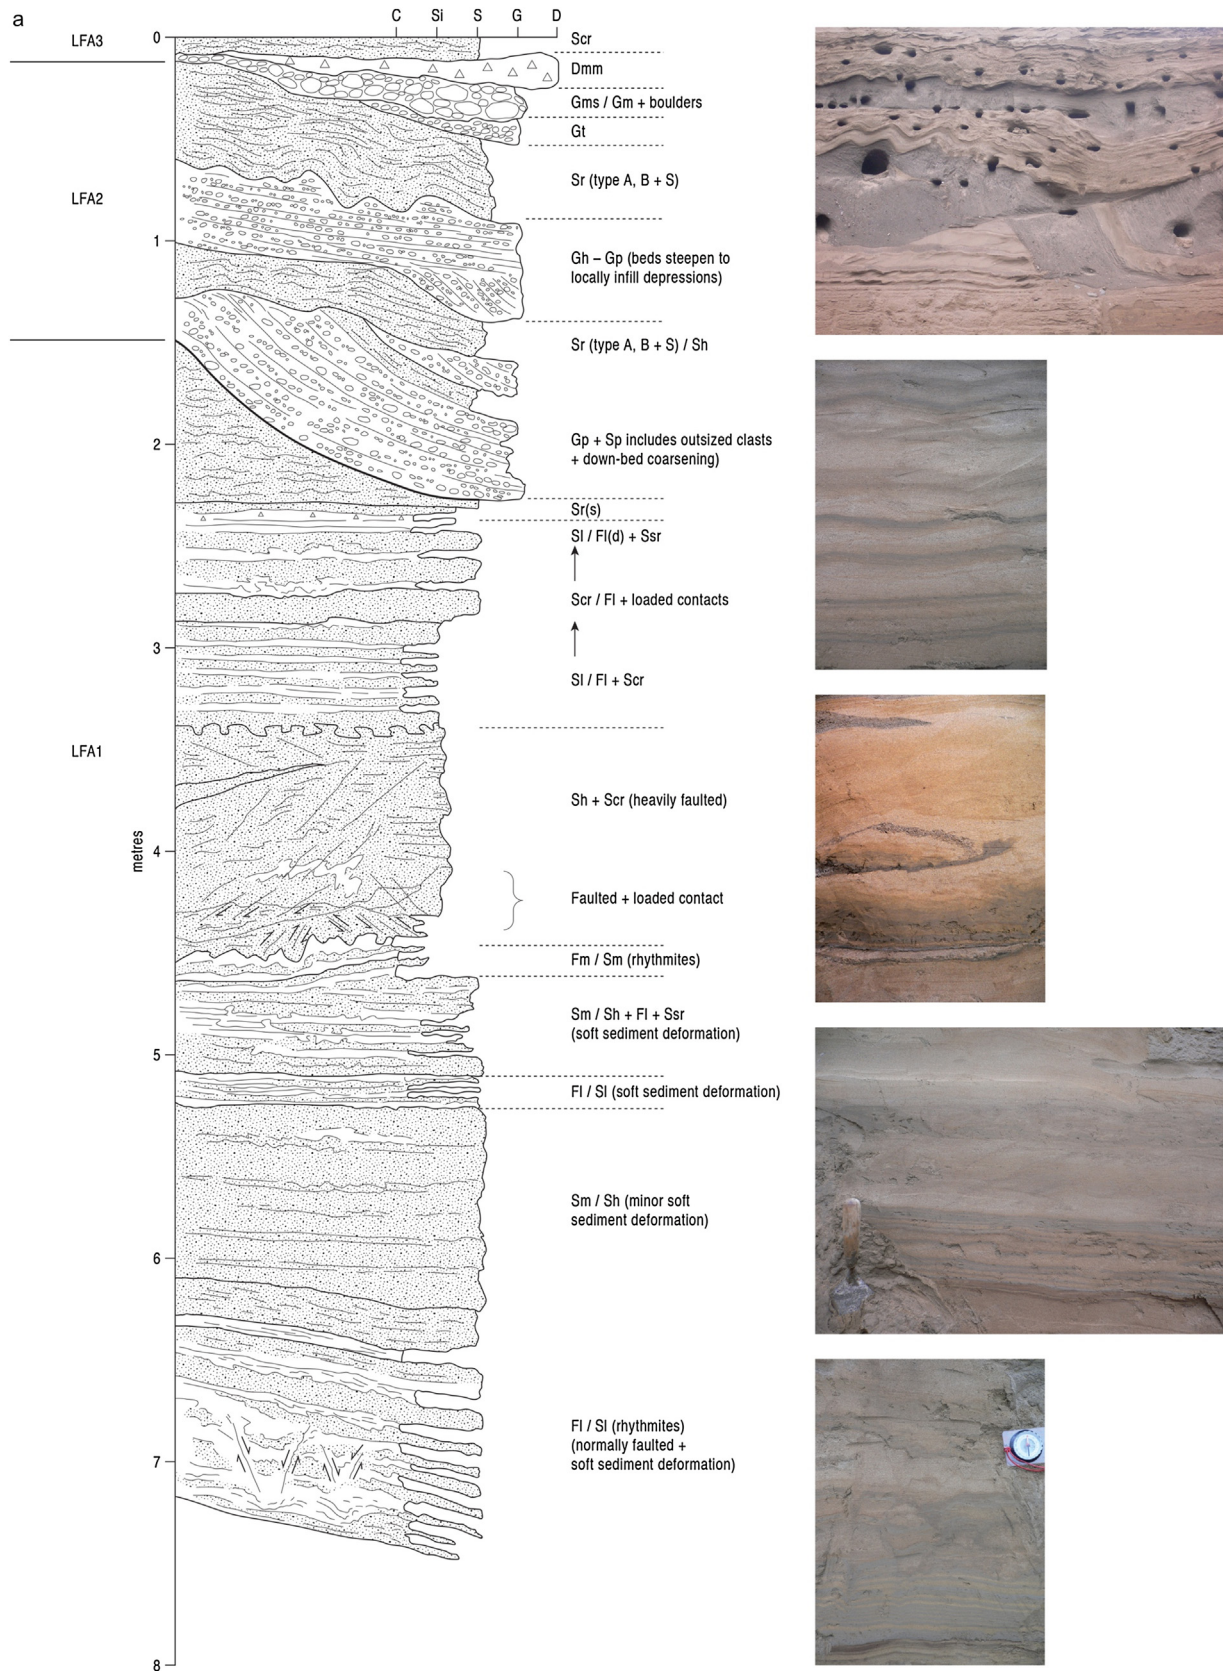 a
C Si S G D
0
LFA3
Scr
Dmm
Gms / Gm + boulders
Gt
Sr (type A, B + S)
LFA2
1
Gh – Gp (beds steepen to
locally infill depressions)
Sr (type A, B + S) / Sh
2
Gp + Sp includes outsized clasts
+ down-bed coarsening)
Sr(s)
Sl / Fl(d) + Ssr
Scr / Fl + loaded contacts
3
Sl / Fl + Scr
LFA1
Sh + Scr (heavily faulted)
metres
4
Faulted + loaded contact
Fm / Sm (rhythmites)
Sm / Sh + Fl + Ssr
(soft sediment deformation)
5
Fl / Sl (soft sediment deformation)
Sm / Sh (minor soft
sediment deformation)
6
Fl / Sl (rhythmites)
(normally faulted +
soft sediment deformation)
7
8